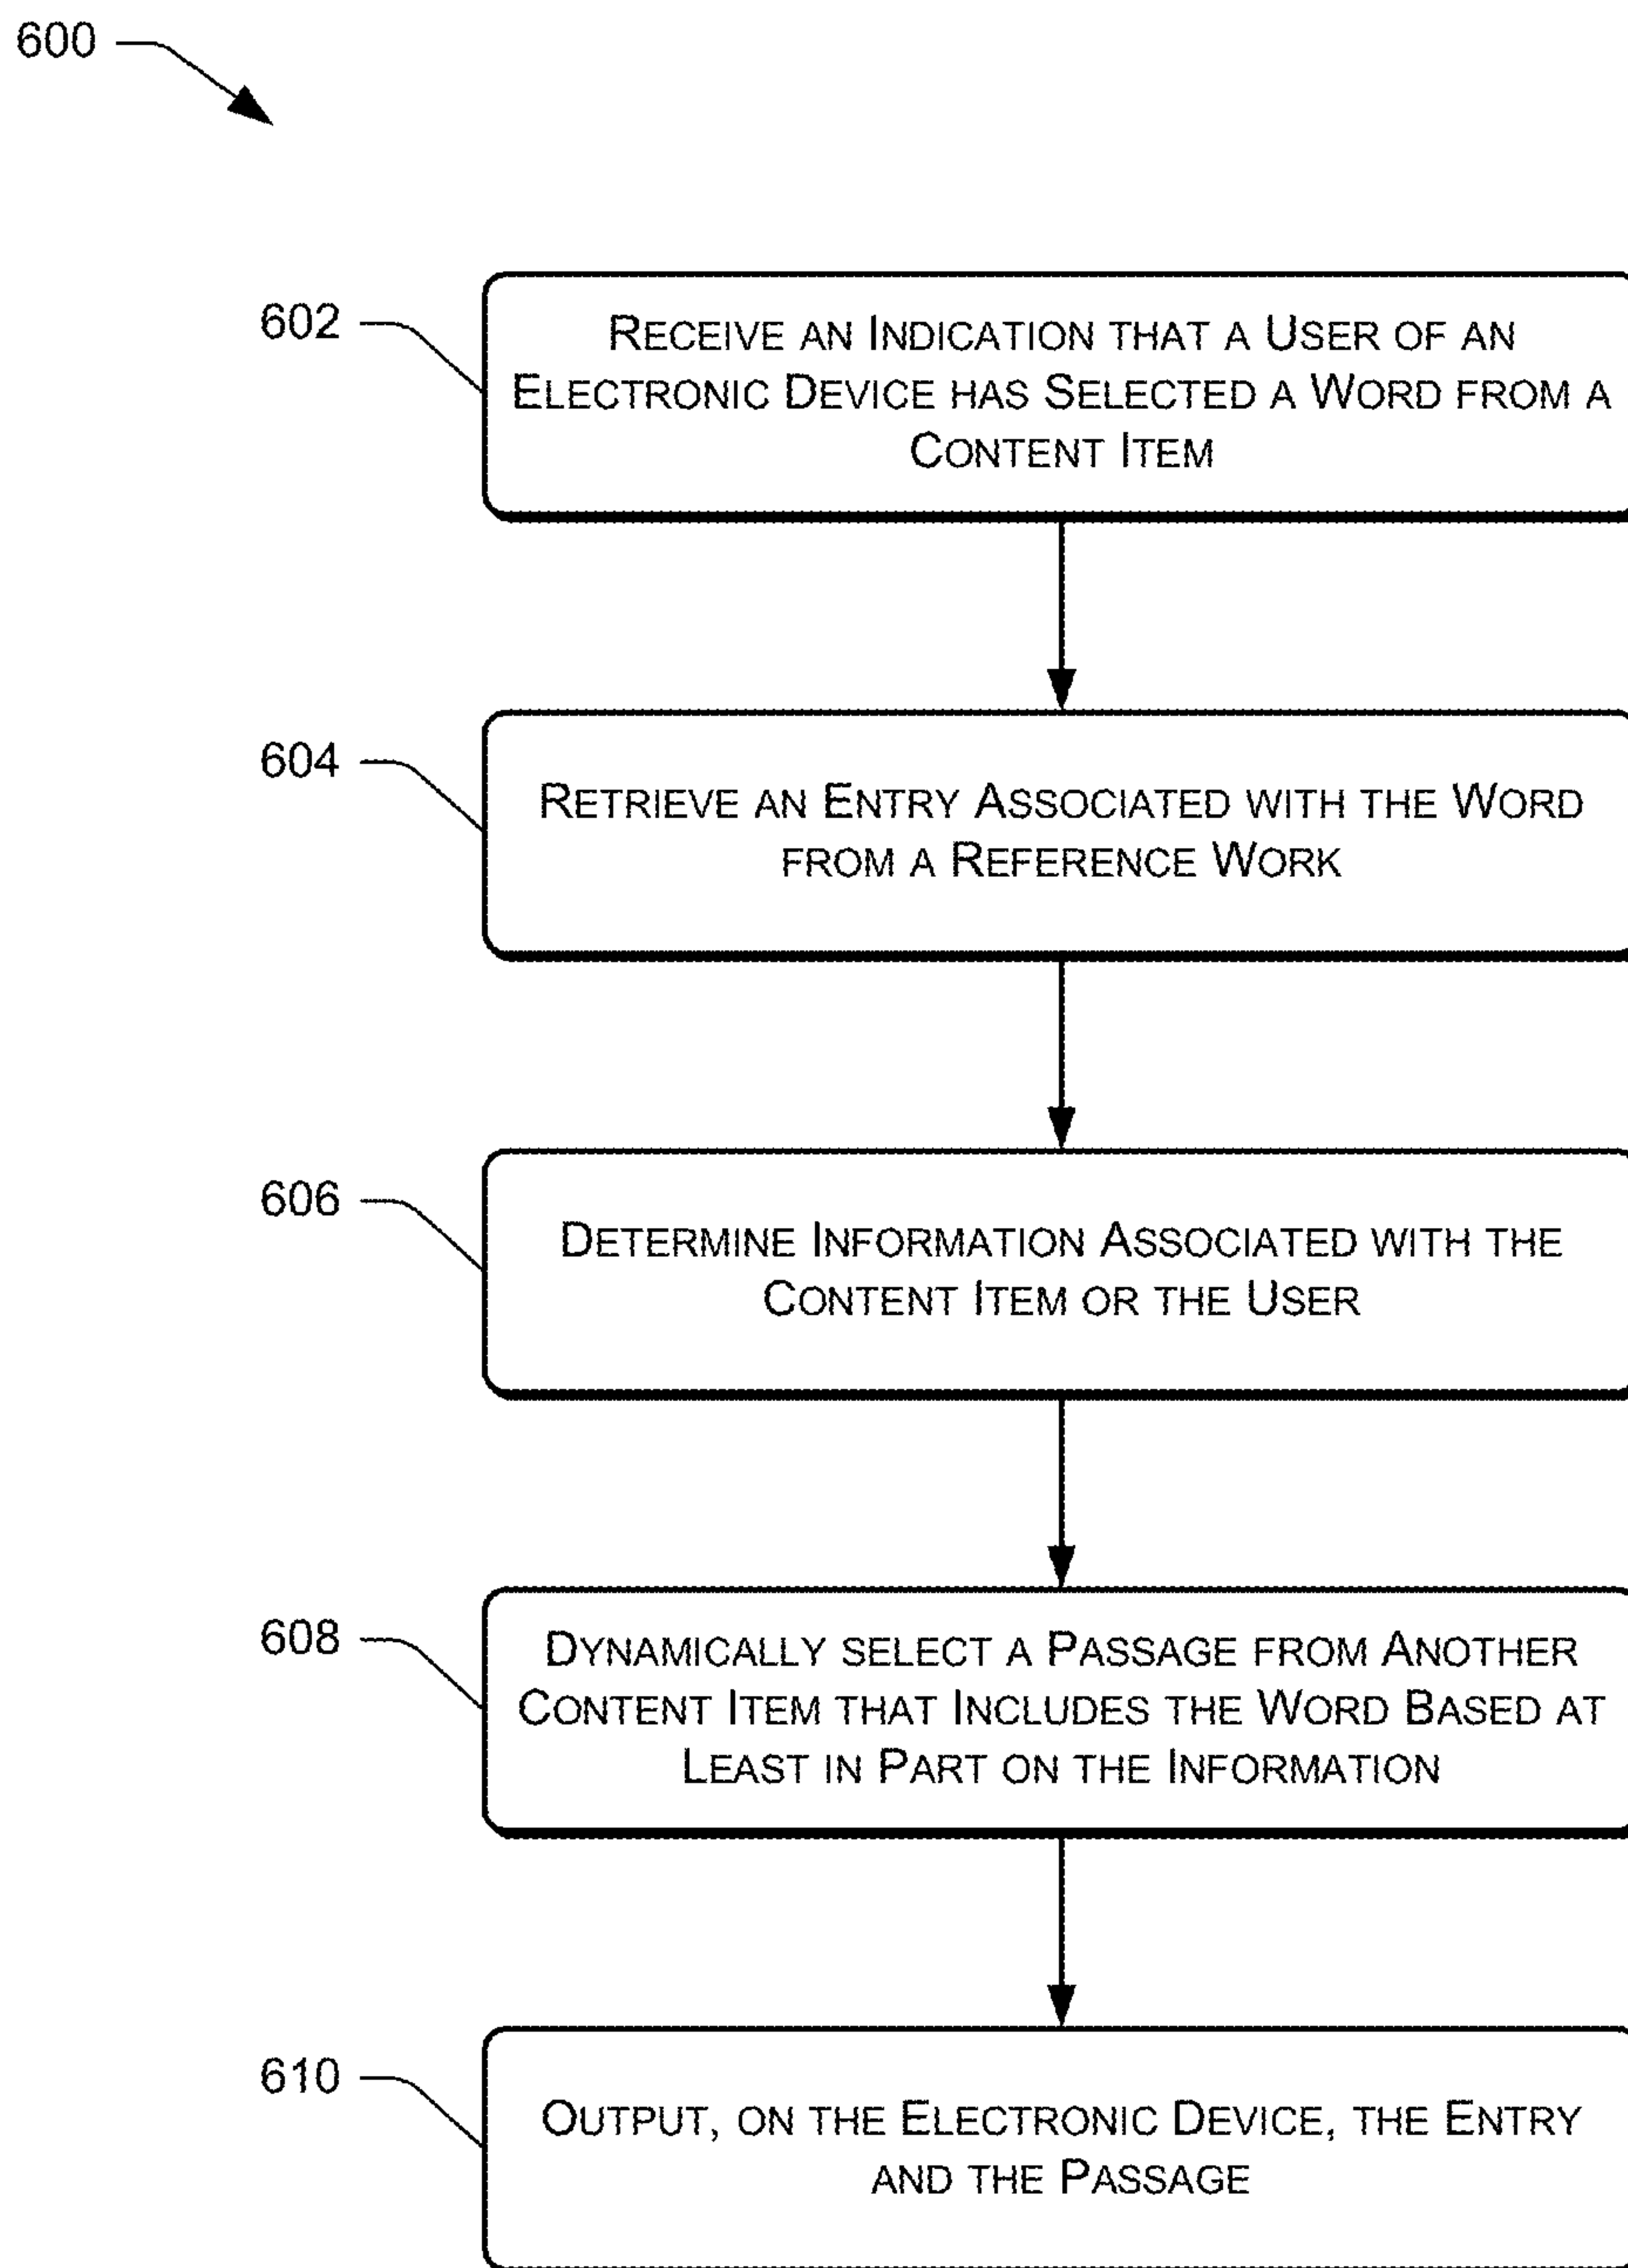 600
602
RECEIVE AN INDICATION THAT A USER OF AN
ELECTRONIC DEVICE HAS SELECTED A WORD FROM A
CONTENT ITEM
604
RETRIEVE AN ENTRY ASSOCIATED WITH THE WORD
FROM A REFERENCE WORK
606
DETERMINE INFORMATION ASSOCIATED WITH THE
CONTENT ITEM OR THE USER
608
DYNAMICALLY SELECT A PASSAGE FROM ANOTHER
CONTENT ITEM THAT INCLUDES THE WORD BASED AT
LEAST IN PART ON THE INFORMATION
610
OUTPUT, ON THE ELECTRONIC DEVICE, THE ENTRY
AND THE PASSAGE